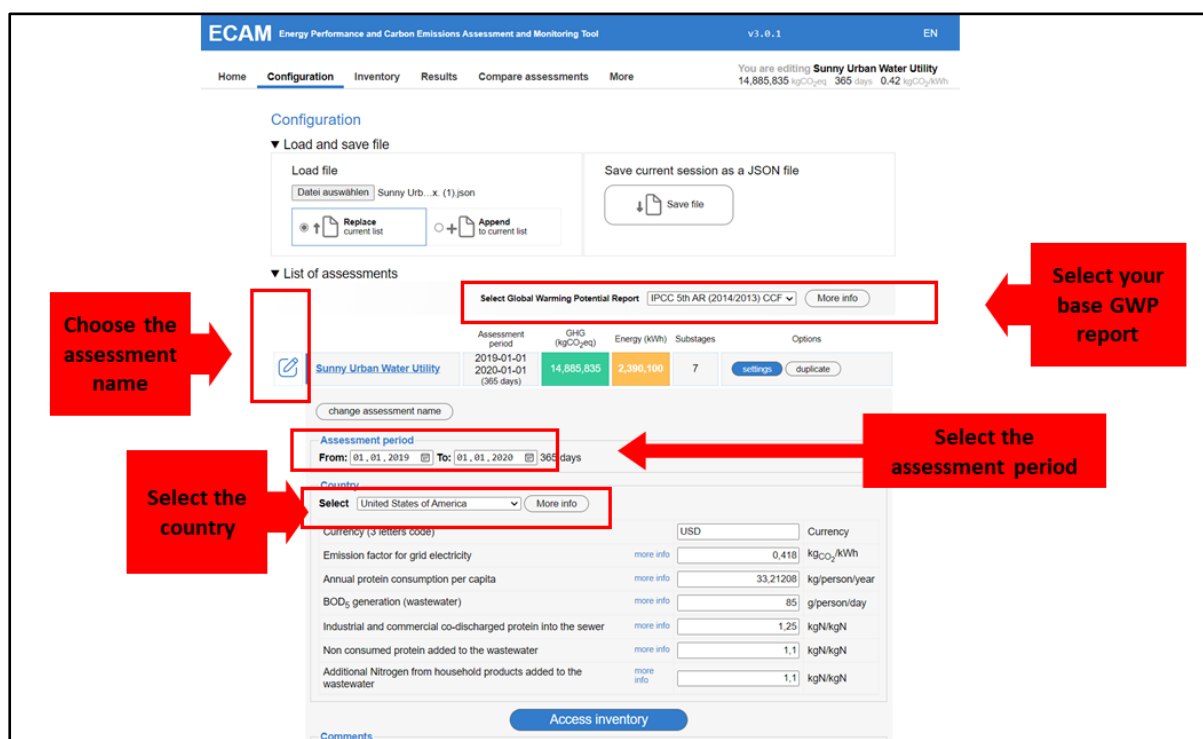 ECAM Energy Performance and Carbon Emissions Assessment and Monitoring Tool v3.0.1 EN
Home Configuration Inventory Results Compare assessments More
You are editing Sunny Urban Water Utility
14,885,835 kgCO2eq 365 days 0.42 kgCO2/kWh
Configuration
▼ Load and save file
Load file
Datei auswählen Sunny Urb…x. (1).json
Replace
current list
Append
to current list
Save current session as a JSON file
Save file
▼ List of assessments
Select Global Warming Potential Report IPCC 5th AR (2014/2013) CCF More info
Select your
base GWP
report
Choose the
assessment
name
Assessment
period
GHG
(kgCO2eq)
Energy (kWh) Substages Options
Sunny Urban Water Utility
2019-01-01
2020-01-01
(365 days)
14,885,835 2,390,100 7 settings duplicate
change assessment name
Assessment period
From: 01.01.2019 To: 01.01.2020 365 days
Select the
assessment period
Select the
country
Country
Select United States of America More info
Currency (3 letters code) USD Currency
Emission factor for grid electricity more info 0,418 kgCO2/kWh
Annual protein consumption per capita more info 33,21208 kg/person/year
BOD5 generation (wastewater) more info 85 g/person/day
Industrial and commercial co-discharged protein into the sewer more info 1,25 kgN/kgN
Non consumed protein added to the wastewater more info 1,1 kgN/kgN
Additional Nitrogen from household products added to the
wastewater
more
info
1,1 kgN/kgN
Access inventory
Comments